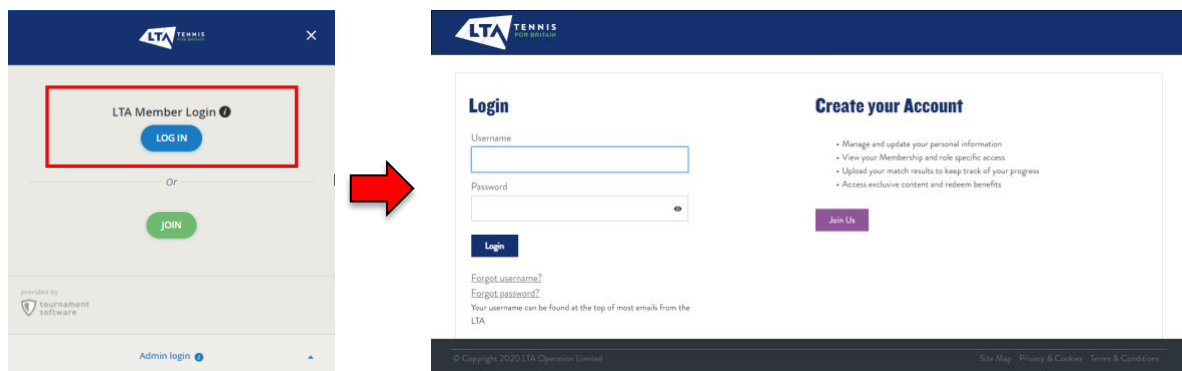 LTA TENNIS
FOR BRITAIN
×
LTA Member Login i
LOG IN
Or
JOIN
provided by
tournament
software
Admin login i
LTA TENNIS
FOR BRITAIN
Login
Username
Password
Login
Forgot username?
Forgot password?
Your username can be found at the top of most emails from the
LTA
Create your Account
• Manage and update your personal information
• View your Membership and role specific access
• Upload your match results to keep track of your progress
• Access exclusive content and redeem benefits
Join Us
© Copyright 2020 LTA Operation Limited
Site Map Privacy & Cookies Terms & Conditions